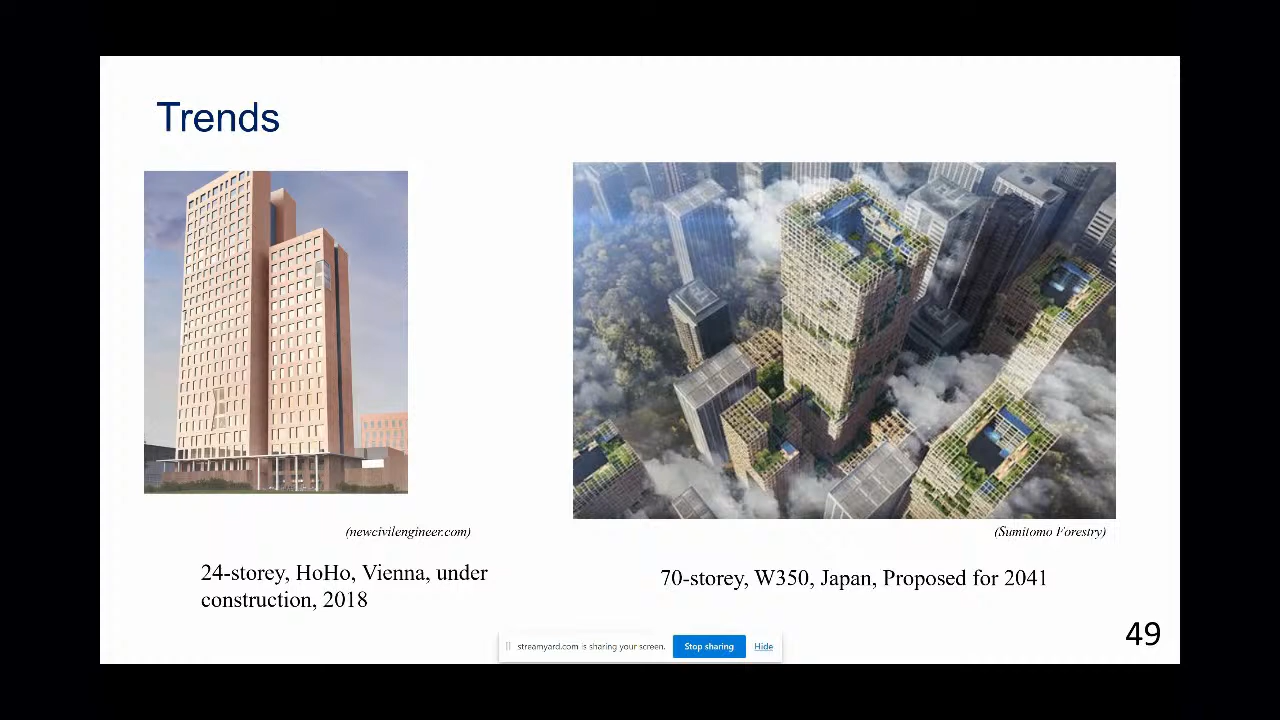 Trends
(newcivilengineer.com)
(Sumitomo Forestry)
24-storey, HoHo, Vienna, under
construction, 2018
70-storey, W350, Japan, Proposed for 2041
49
streamyard.com is sharing your screen.
Stop sharing
Hide